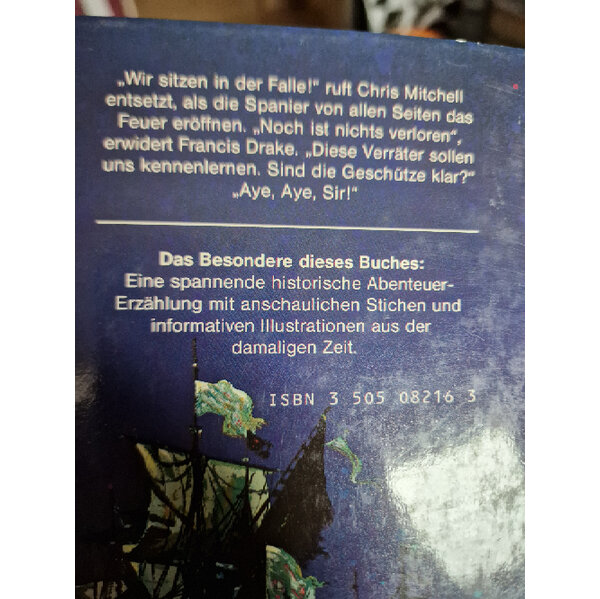 „Wir sitzen in der Falle!“ ruft Chris Mitchell
entsetzt, als die Spanier von allen Seiten das
Feuer eröffnen. „Noch ist nichts verloren“,
erwidert Francis Drake. „Diese Verräter sollen
uns kennenlernen. Sind die Geschütze klar?“
„Aye, Aye, Sir!“
Das Besondere dieses Buches:
Eine spannende historische Abenteuer-
Erzählung mit anschaulichen Stichen und
informativen Illustrationen aus der
damaligen Zeit.
ISBN 3 505 08216 3